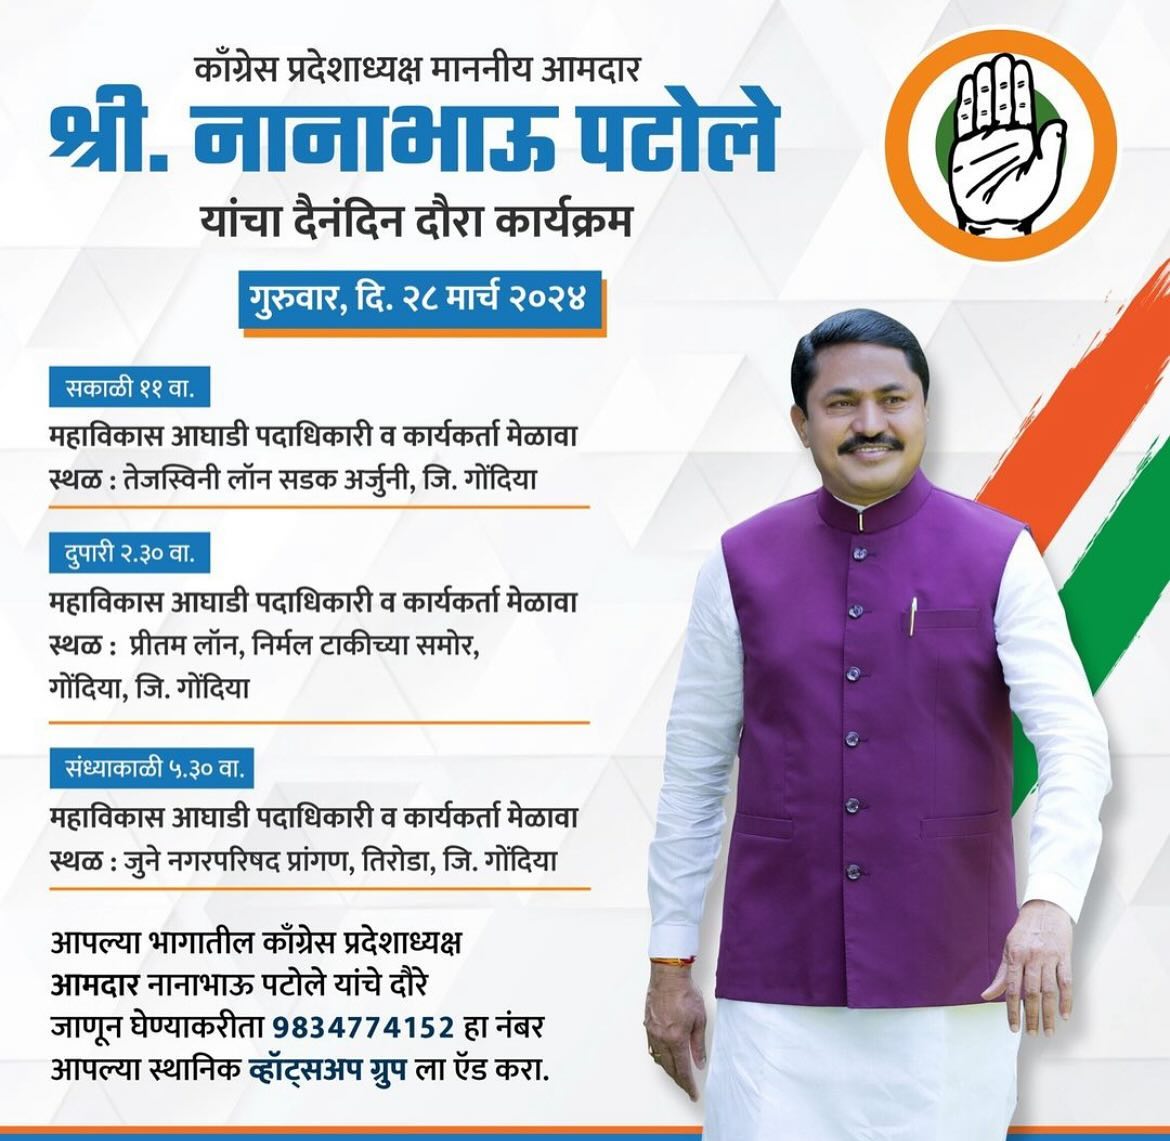 काँग्रेस प्रदेशाध्यक्ष माननीय आमदार
श्री. नानाभाऊ पटोले
यांचा दैनंदिन दौरा कार्यक्रम
गुरुवार, दि. २८ मार्च २०२४
सकाळी ११ वा.
महाविकास आघाडी पदाधिकारी व कार्यकर्ता मेळावा
स्थळ : तेजस्विनी लॉन सडक अर्जुनी, जि. गोंदिया
दुपारी २.३० वा.
महाविकास आघाडी पदाधिकारी व कार्यकर्ता मेळावा
स्थळ : प्रीतम लॉन, निर्मल टाकीच्या समोर,
गोंदिया, जि. गोंदिया
संध्याकाळी ५.३० वा.
महाविकास आघाडी पदाधिकारी व कार्यकर्ता मेळावा
स्थळ : जुने नगरपरिषद प्रांगण, तिरोडा, जि. गोंदिया
आपल्या भागातील काँग्रेस प्रदेशाध्यक्ष
आमदार नानाभाऊ पटोले यांचे दौरे
जाणून घेण्याकरीता 9834774152 हा नंबर
आपल्या स्थानिक व्हॉट्सअप ग्रुप ला ऍड करा.